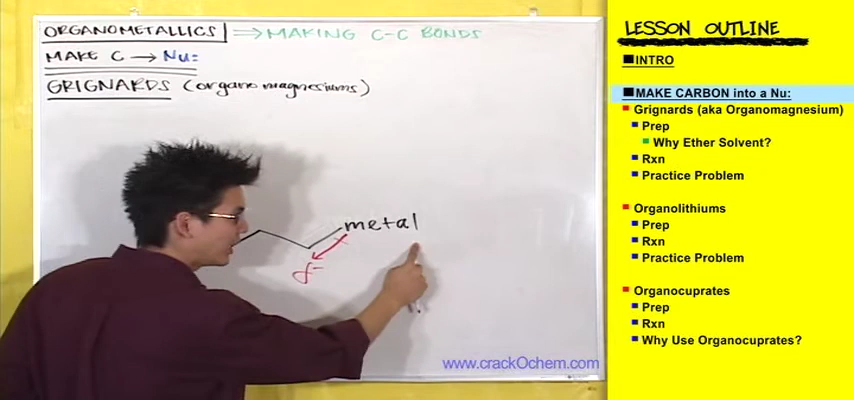 ORGANOMETALLICS ⇒ MAKING C-C BONDS
MAKE C → Nu:
GRIGNARDS (organomagnesiums)
metal
δ-
www.crackOchem.com
LESSON OUTLINE
INTRO
MAKE CARBON into a Nu:
Grignards (aka Organomagnesium)
Prep
Why Ether Solvent?
Rxn
Practice Problem
Organolithiums
Prep
Rxn
Practice Problem
Organocuprates
Prep
Rxn
Why Use Organocuprates?